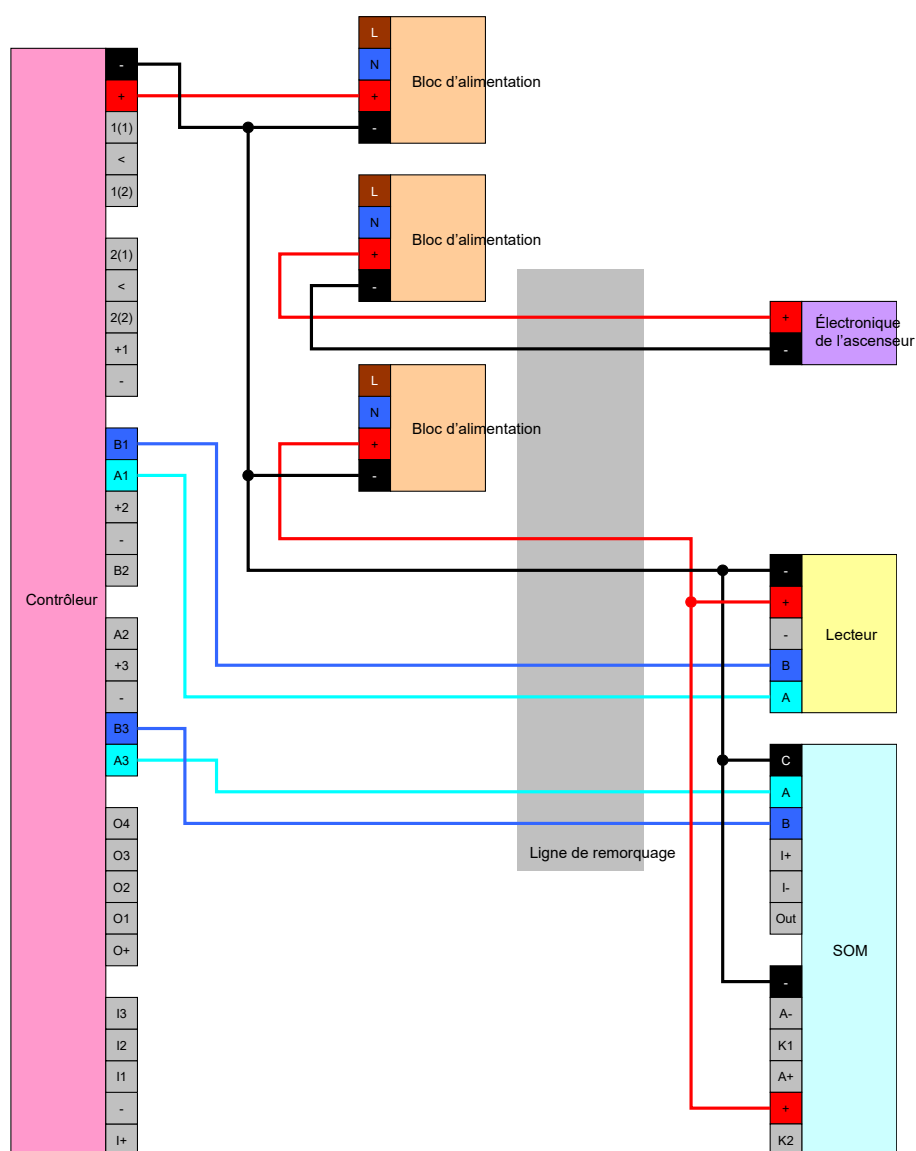 Contrôleur
-
+
1(1)
<
1(2)
2(1)
<
2(2)
+1
-
B1
A1
+2
-
B2
A2
+3
-
B3
A3
O4
O3
O2
O1
O+
I3
I2
I1
-
I+
L
N
+
-
Bloc d’alimentation
L
N
+
-
Bloc d’alimentation
L
N
+
-
Bloc d’alimentation
Ligne de remorquage
+
-
Électronique
de l’ascenseur
-
+
-
B
A
Lecteur
C
A
B
I+
I-
Out
-
A-
K1
A+
+
K2
SOM